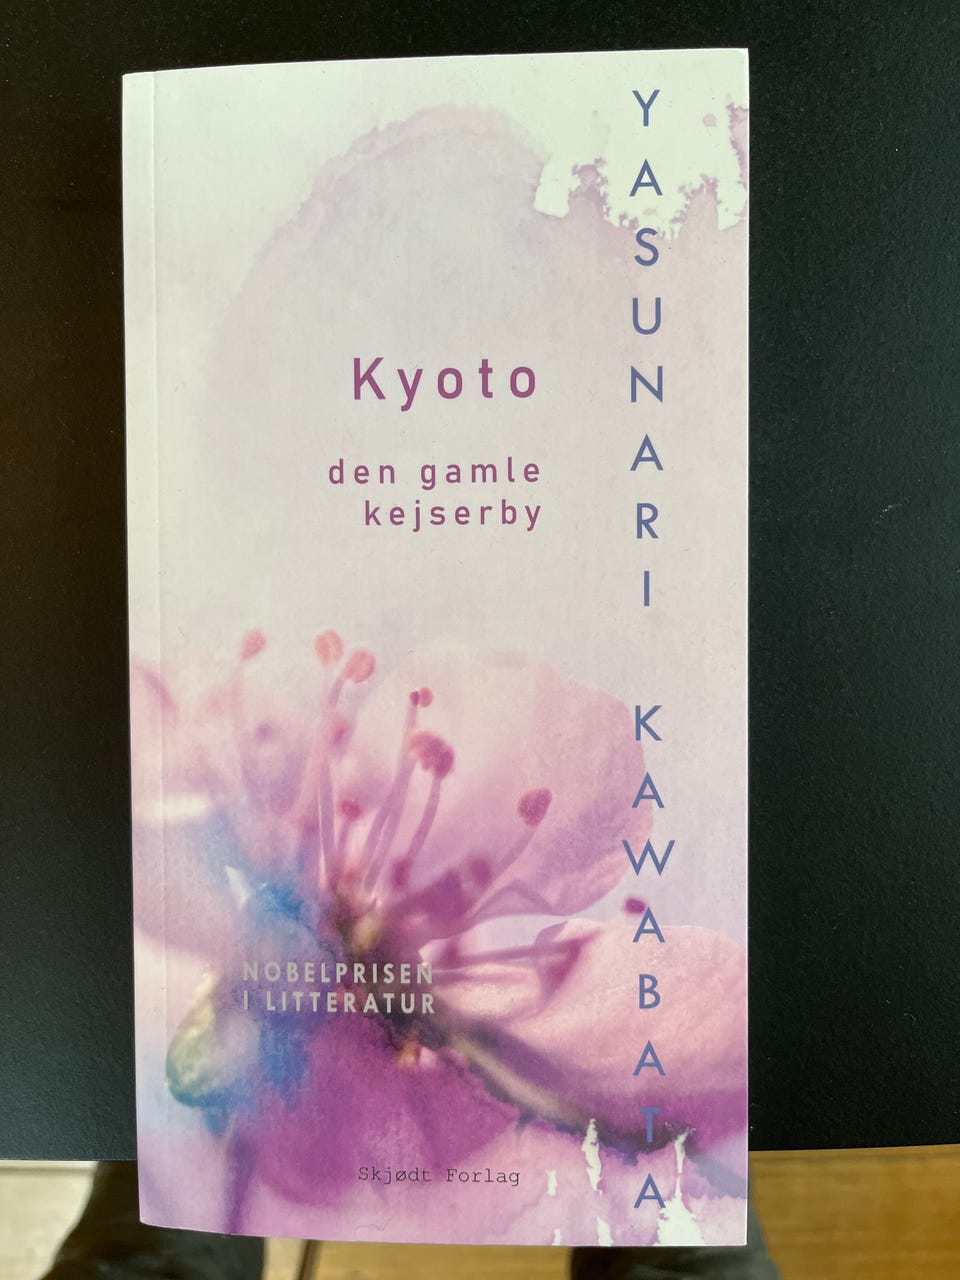 YASUNARI KAWABATA
Kyoto
den gamle
kejserby
NOBELPRISEN
I LITTERATUR
Skjødt Forlag